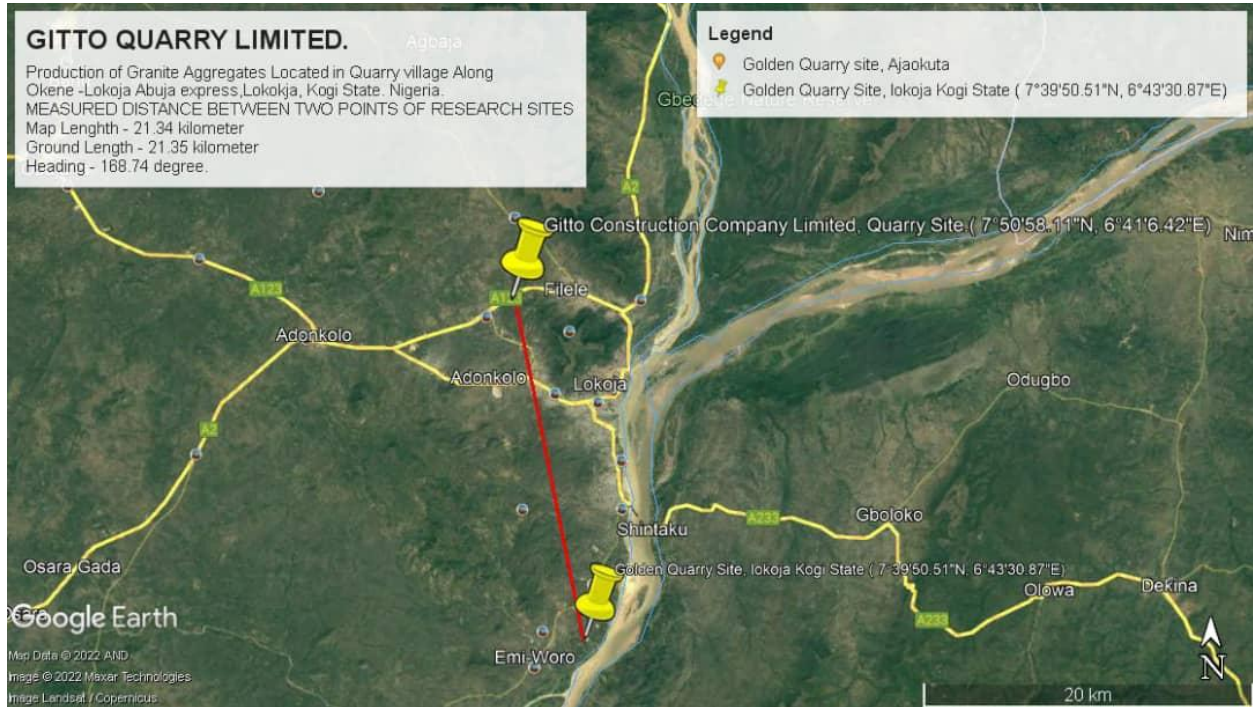 GITTO QUARRY LIMITED.
Production of Granite Aggregates Located in Quarry village Along
Okene -Lokoja Abuja express,Lokokja, Kogi State. Nigeria.
MEASURED DISTANCE BETWEEN TWO POINTS OF RESEARCH SITES
Map Lenghth - 21.34 kilometer
Ground Length - 21.35 kilometer
Heading - 168.74 degree.
Agbaja
Legend
Golden Quarry site, Ajaokuta
Golden Quarry Site, lokoja Kogi State ( 7°39'50.51"N, 6°43'30.87"E)
Nature Reserve
A2
Gitto Construction Company Limited, Quarry Site.( 7°50'58.11"N, 6°41'6.42"E)
Nim
A123
Filele
Adonkolo
Adonkolo
Lokoja
Odugbo
A2
Shintaku
A233
Gboloko
Osara Gada
Golden Quarry Site, lokoja Kogi State ( 7°39'50.51"N, 6°43'30.87"E)
Olowa
Dekina
Google Earth
A233
Emi-Woro
Map Data © 2022 AND
Image © 2022 Maxar Technologies
Image Landsat / Copernicus
N
20 km